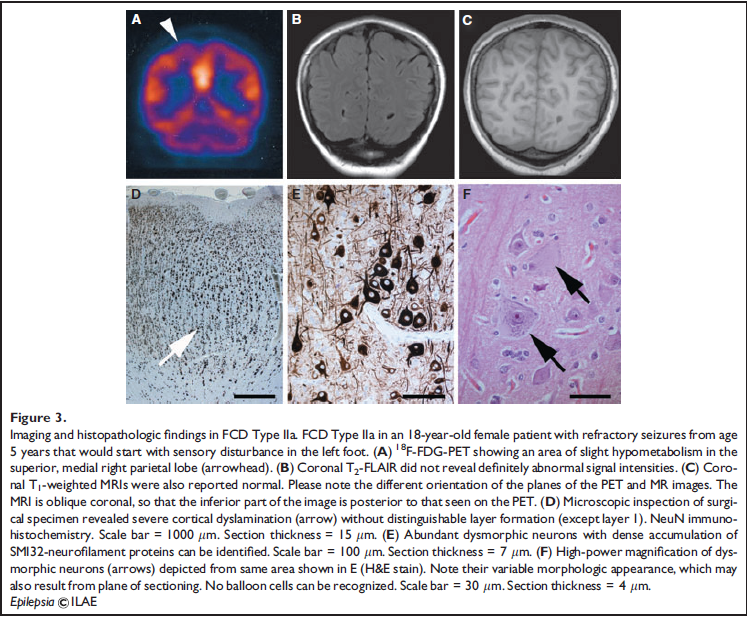 A
B
C
D
E
F
Figure 3.
Imaging and histopathologic findings in FCD Type IIa. FCD Type IIa in an 18-year-old female patient with refractory seizures from age
5 years that would start with sensory disturbance in the left foot. (A) ¹⁸F-FDG-PET showing an area of slight hypometabolism in the
superior, medial right parietal lobe (arrowhead). (B) Coronal T₂-FLAIR did not reveal definitely abnormal signal intensities. (C) Coro-
nal T₁-weighted MRIs were also reported normal. Please note the different orientation of the planes of the PET and MR images. The
MRI is oblique coronal, so that the inferior part of the image is posterior to that seen on the PET. (D) Microscopic inspection of surgi-
cal specimen revealed severe cortical dyslamination (arrow) without distinguishable layer formation (except layer 1). NeuN immuno-
histochemistry. Scale bar = 1000 μm. Section thickness = 15 μm. (E) Abundant dysmorphic neurons with dense accumulation of
SMI32-neurofilament proteins can be identified. Scale bar = 100 μm. Section thickness = 7 μm. (F) High-power magnification of dys-
morphic neurons (arrows) depicted from same area shown in E (H&E stain). Note their variable morphologic appearance, which may
also result from plane of sectioning. No balloon cells can be recognized. Scale bar = 30 μm. Section thickness = 4 μm.
Epilepsia © ILAE